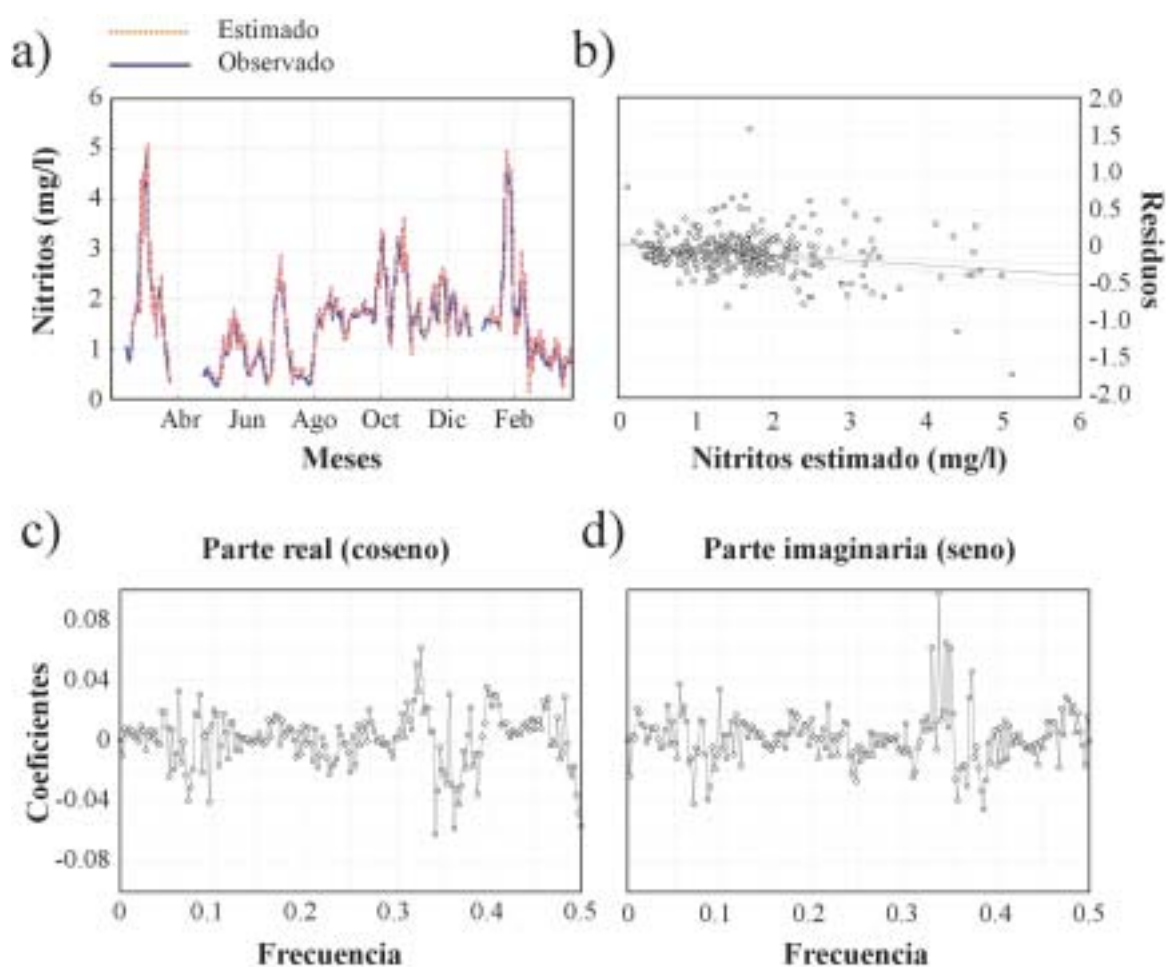 a)
Estimado
Observado
b)
Nitritos (mg/l)
6
5
4
3
2
1
0
Abr Jun Ago Oct Dic Feb
Meses
2.0
1.5
1.0
0.5
0
-0.5
-1.0
-1.5
-2.0
Residuos
0 1 2 3 4 5 6
Nitritos estimado (mg/l)
c)
Parte real (coseno)
d)
Parte imaginaria (seno)
Coeficientes
0.08
0.04
0
-0.04
-0.08
0 0.1 0.2 0.3 0.4 0.5
Frecuencia
0 0.1 0.2 0.3 0.4 0.5
Frecuencia